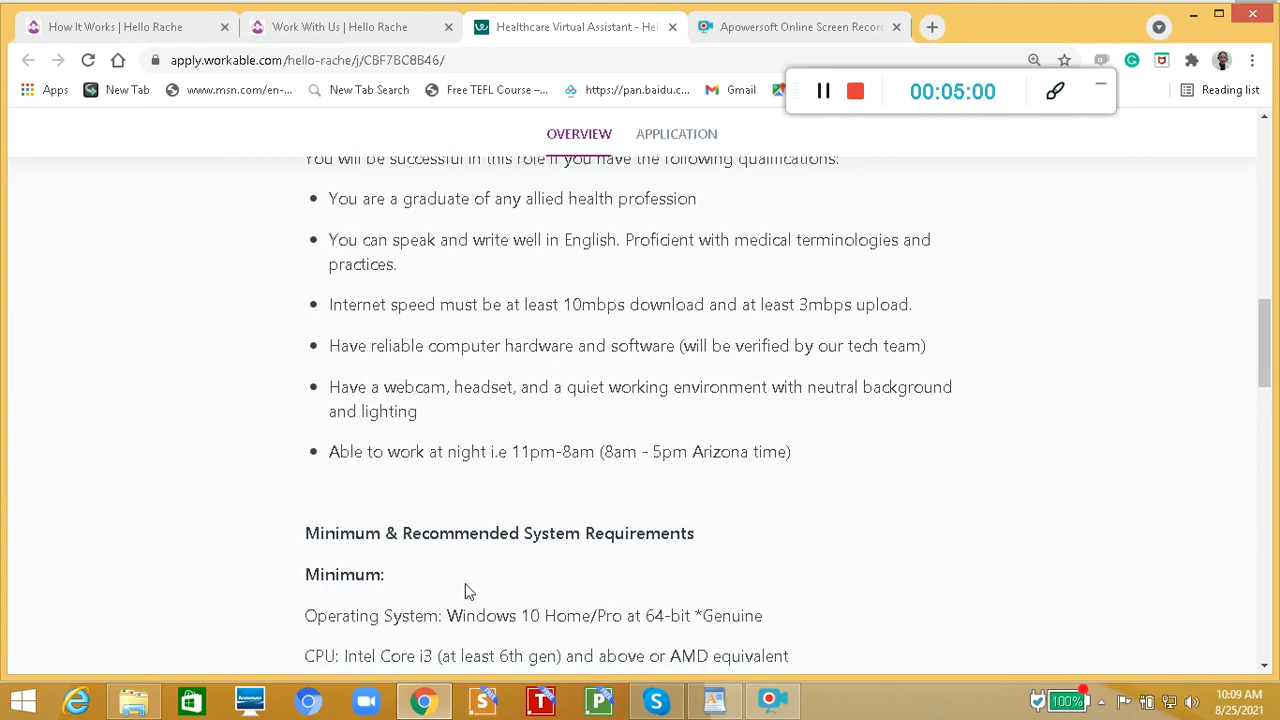 How It Works | Hello Rache
Work With Us | Hello Rache
Healthcare Virtual Assistant - Hel
Apowersoft Online Screen Recor
apply.workable.com/hello-rache/j/CBF7BC8B46/
Apps
New Tab
www.msn.com/en-...
New Tab Search
Free TEFL Course –...
https://pan.baidu.c...
Gmail
Reading list
00:05:00
OVERVIEW
APPLICATION
You will be successful in this role if you have the following qualifications:
You are a graduate of any allied health profession
You can speak and write well in English. Proficient with medical terminologies and
practices.
Internet speed must be at least 10mbps download and at least 3mbps upload.
Have reliable computer hardware and software (will be verified by our tech team)
Have a webcam, headset, and a quiet working environment with neutral background
and lighting
Able to work at night i.e 11pm-8am (8am - 5pm Arizona time)
Minimum & Recommended System Requirements
Minimum:
Operating System: Windows 10 Home/Pro at 64-bit *Genuine
CPU: Intel Core i3 (at least 6th gen) and above or AMD equivalent
100%
10:09 AM
8/25/2021